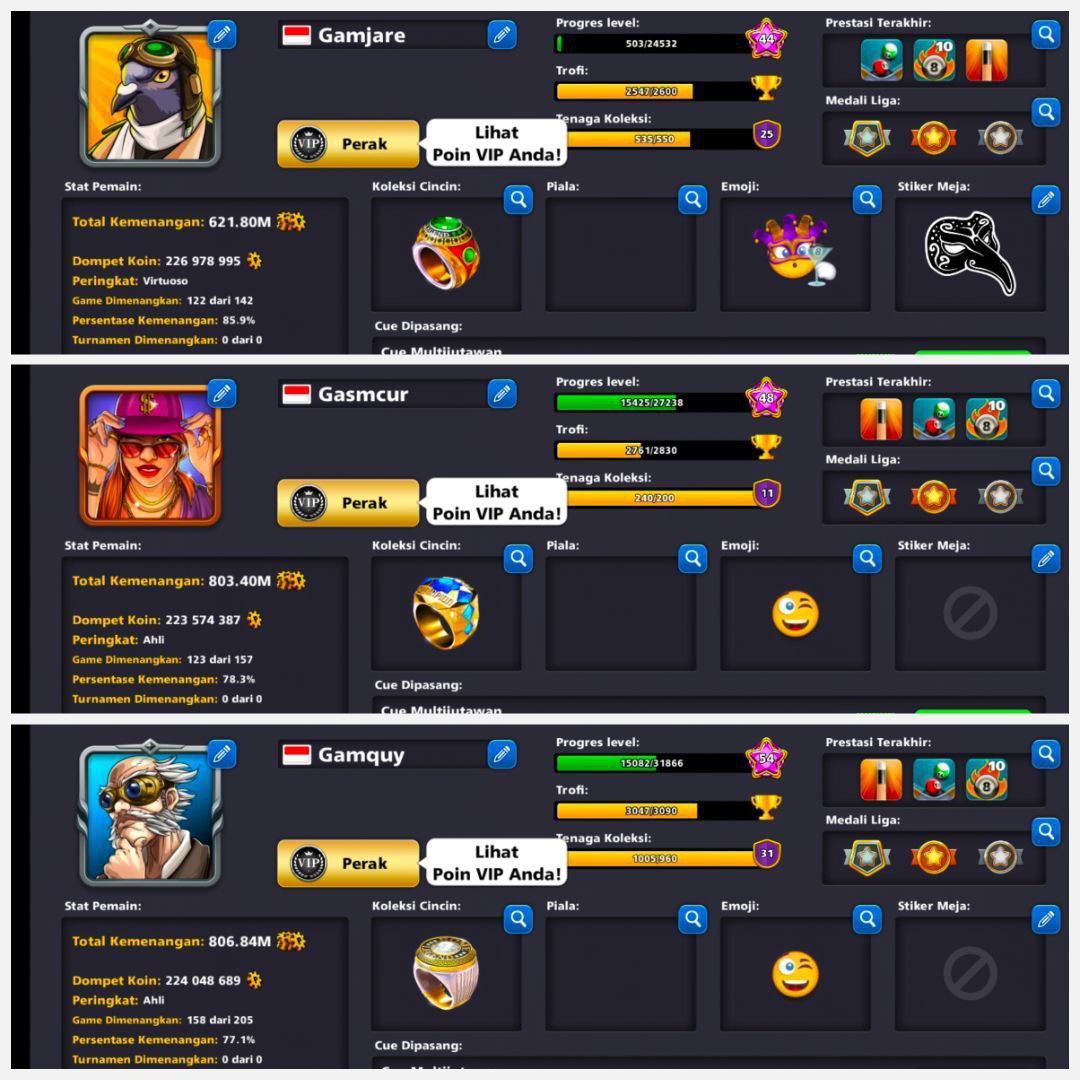 Gamjare
Progres level:
503/24532
44
Prestasi Terakhir:
10
8
Trofi:
2547/2600
Medali Liga:
VIP Perak
Lihat
Poin VIP Anda!
Tenaga Koleksi:
535/550
25
Stat Pemain:
Koleksi Cincin:
Piala:
Emoji:
Stiker Meja:
Total Kemenangan: 621.80M
Dompet Koin: 226 978 995
Peringkat: Virtuoso
Game Dimenangkan: 122 dari 142
Persentase Kemenangan: 85.9%
Turnamen Dimenangkan: 0 dari 0
Cue Dipasang:
Cue Multijutawan
Gasmcur
Progres level:
15425/27238
48
Prestasi Terakhir:
10
8
Trofi:
2761/2830
Medali Liga:
VIP Perak
Lihat
Poin VIP Anda!
Tenaga Koleksi:
240/200
11
Stat Pemain:
Koleksi Cincin:
Piala:
Emoji:
Stiker Meja:
Total Kemenangan: 803.40M
Dompet Koin: 223 574 387
Peringkat: Ahli
Game Dimenangkan: 123 dari 157
Persentase Kemenangan: 78.3%
Turnamen Dimenangkan: 0 dari 0
Cue Dipasang:
Cue Multijutawan
Gamquy
Progres level:
15082/31866
54
Prestasi Terakhir:
10
8
Trofi:
3047/3090
Medali Liga:
VIP Perak
Lihat
Poin VIP Anda!
Tenaga Koleksi:
1005/960
31
Stat Pemain:
Koleksi Cincin:
Piala:
Emoji:
Stiker Meja:
Total Kemenangan: 806.84M
Dompet Koin: 224 048 689
Peringkat: Ahli
Game Dimenangkan: 158 dari 205
Persentase Kemenangan: 77.1%
Turnamen Dimenangkan: 0 dari 0
Cue Dipasang: